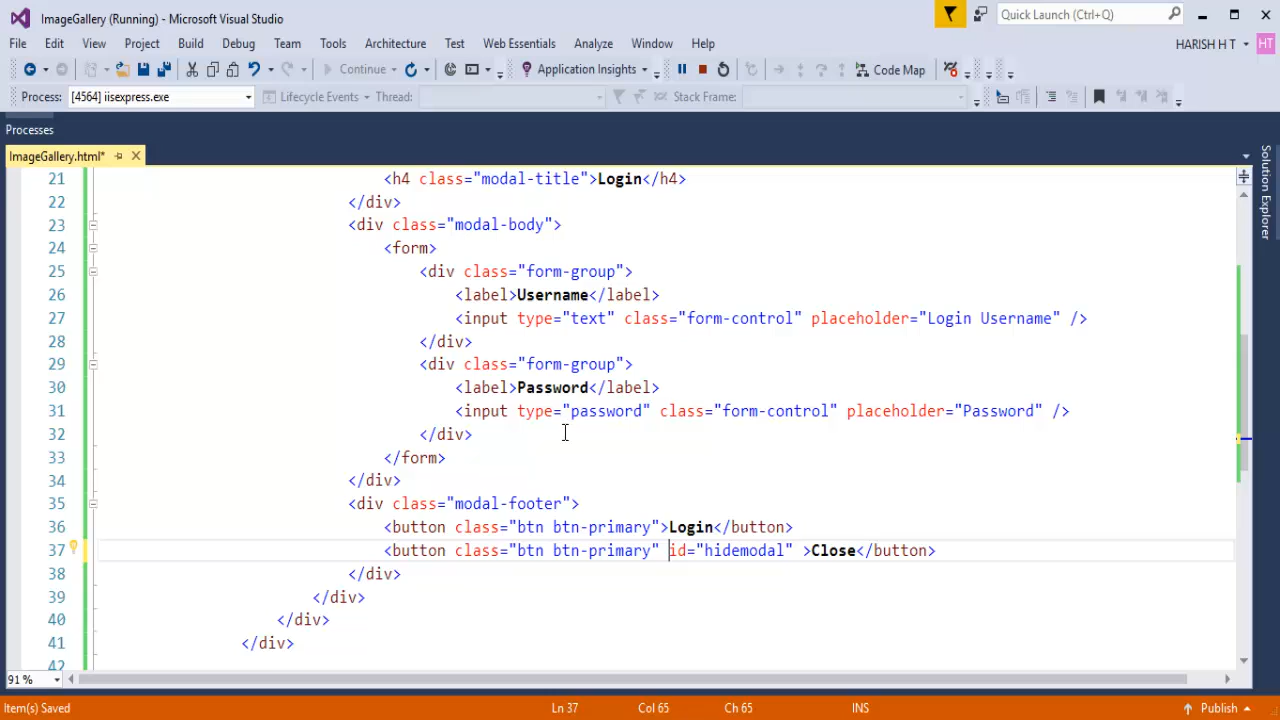 ImageGallery (Running) - Microsoft Visual Studio
Quick Launch (Ctrl+Q)
File Edit View Project Build Debug Team Tools Architecture Test Web Essentials Analyze Window Help
HARISH H T HT
Continue Application Insights Code Map
Process: [4564] iisexpress.exe Lifecycle Events Thread: Stack Frame:
Processes
ImageGallery.html*
Solution Explorer
21 <h4 class="modal-title">Login</h4>
22 </div>
23 <div class="modal-body">
24 <form>
25 <div class="form-group">
26 <label>Username</label>
27 <input type="text" class="form-control" placeholder="Login Username" />
28 </div>
29 <div class="form-group">
30 <label>Password</label>
31 <input type="password" class="form-control" placeholder="Password" />
32 </div>
33 </form>
34 </div>
35 <div class="modal-footer">
36 <button class="btn btn-primary">Login</button>
37 <button class="btn btn-primary" id="hidemodal" >Close</button>
38 </div>
39 </div>
40 </div>
41 </div>
42
91 %
Item(s) Saved Ln 37 Col 65 Ch 65 INS Publish